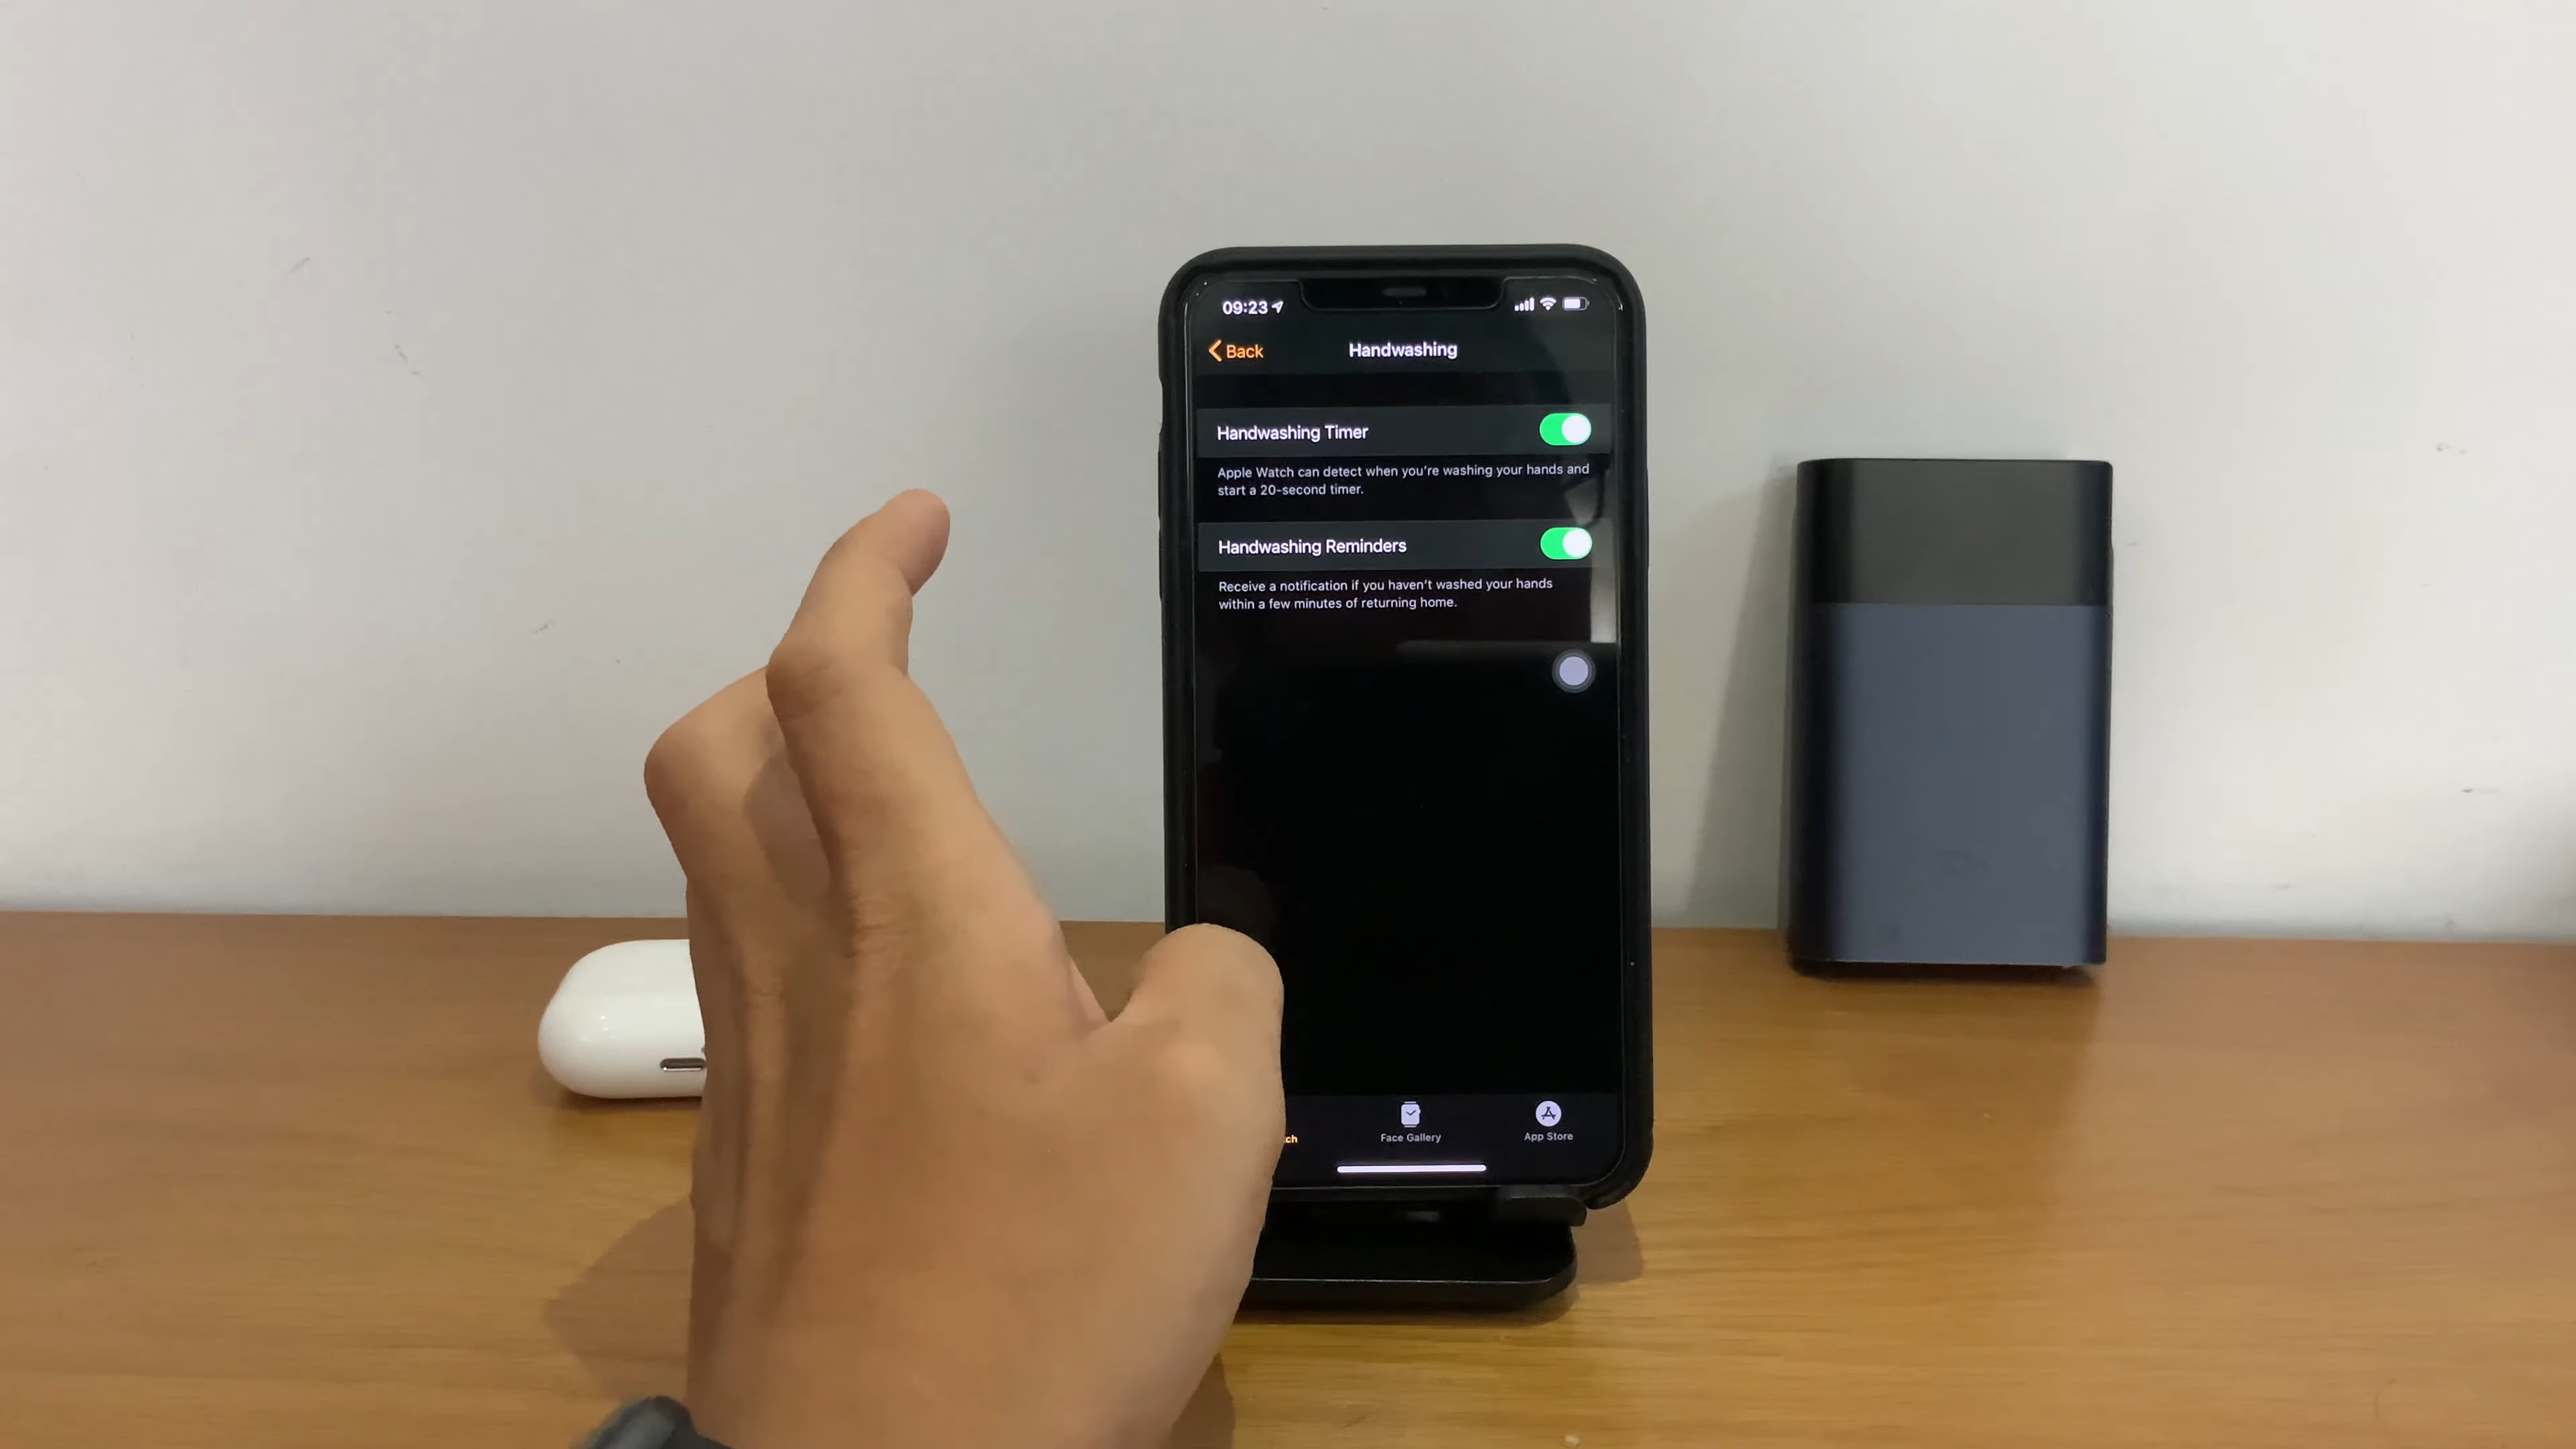 09:23
Back
Handwashing
Handwashing Timer
Apple Watch can detect when you're washing your hands and
start a 20-second timer.
Handwashing Reminders
Receive a notification if you haven't washed your hands
within a few minutes of returning home.
ch
Face Gallery
App Store